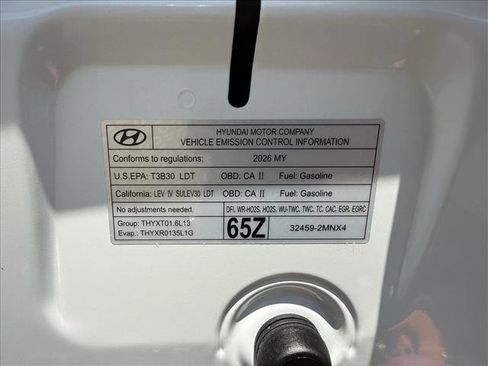 HYUNDAI MOTOR COMPANY
VEHICLE EMISSION CONTROL INFORMATION
Conforms to regulations: 2026 MY
U.S.EPA: T3B30 LDT OBD: CA II Fuel: Gasoline
California: LEV IV SULEV30 LDT OBD: CA II Fuel: Gasoline
No adjustments needed. DFI, WR-HO2S, HO2S, WU-TWC, TWC, TC, CAC, EGR, EGRC
Group: THYXT01.6L13
Evap.: THYXR0135L1G
65Z
32459-2MNX4